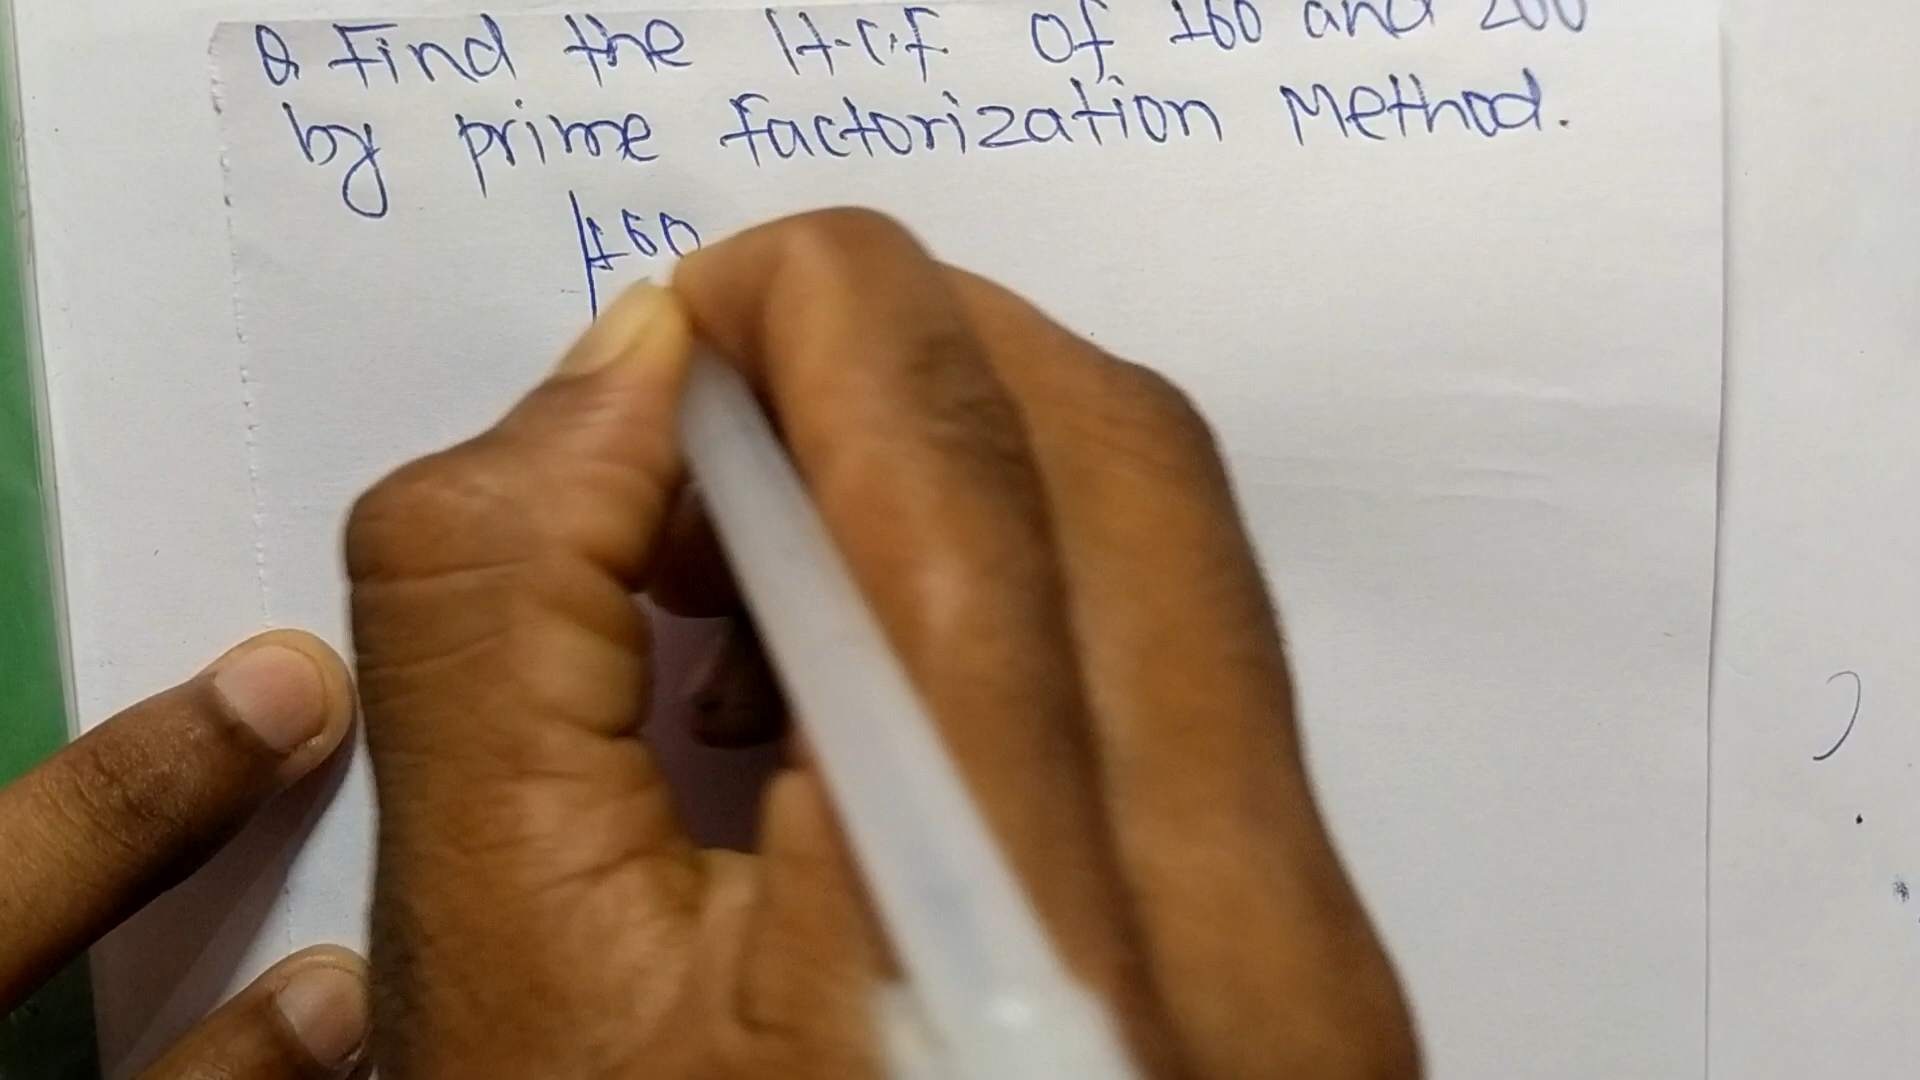 Q Find the H.C.F Of 160 and 200
by prime factorization Method.
160